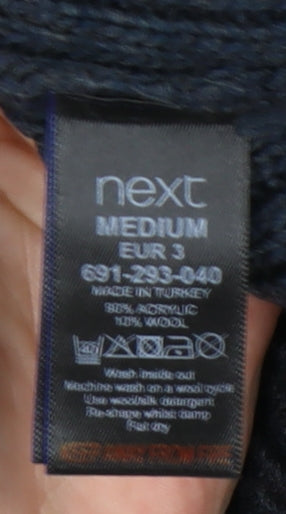 next
MEDIUM
EUR 3
691-293-040
MADE IN TURKEY
90% ACRYLIC
10% WOOL
40
Wash inside out
Machine wash on a wool cycle
Use woolsilk detergent
Re-shape whilst damp
Flat dry
KEEP AWAY FROM FIRE